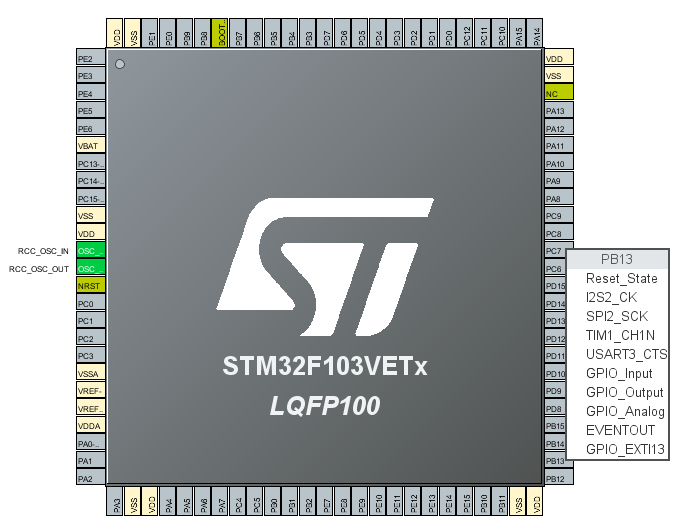 VDD
VSS
PE1
PE0
PB9
PB8
BOOT..
PB7
PB6
PB5
PB4
PB3
PD7
PD6
PD5
PD4
PD3
PD2
PD1
PD0
PC12
PC11
PC10
PA15
PA14
PE2
PE3
PE4
PE5
PE6
VBAT
PC13-..
PC14-..
PC15-..
VSS
VDD
RCC_OSC_IN OSC_..
RCC_OSC_OUT OSC_..
NRST
PC0
PC1
PC2
PC3
VSSA
VREF-
VREF..
VDDA
PA0-..
PA1
PA2
STM32F103VETx
LQFP100
VDD
VSS
NC
PA13
PA12
PA11
PA10
PA9
PA8
PC9
PC8
PC7
PC6
PD15
PD14
PD13
PD12
PD11
PD10
PD9
PD8
PB15
PB14
PB13
PB12
PB13
Reset_State
I2S2_CK
SPI2_SCK
TIM1_CH1N
USART3_CTS
GPIO_Input
GPIO_Output
GPIO_Analog
EVENTOUT
GPIO_EXTI13
PA3
VSS
VDD
PA4
PA5
PA6
PA7
PC4
PC5
PB0
PB1
PB2
PE7
PE8
PE9
PE10
PE11
PE12
PE13
PE14
PE15
PB10
PB11
VSS
VDD